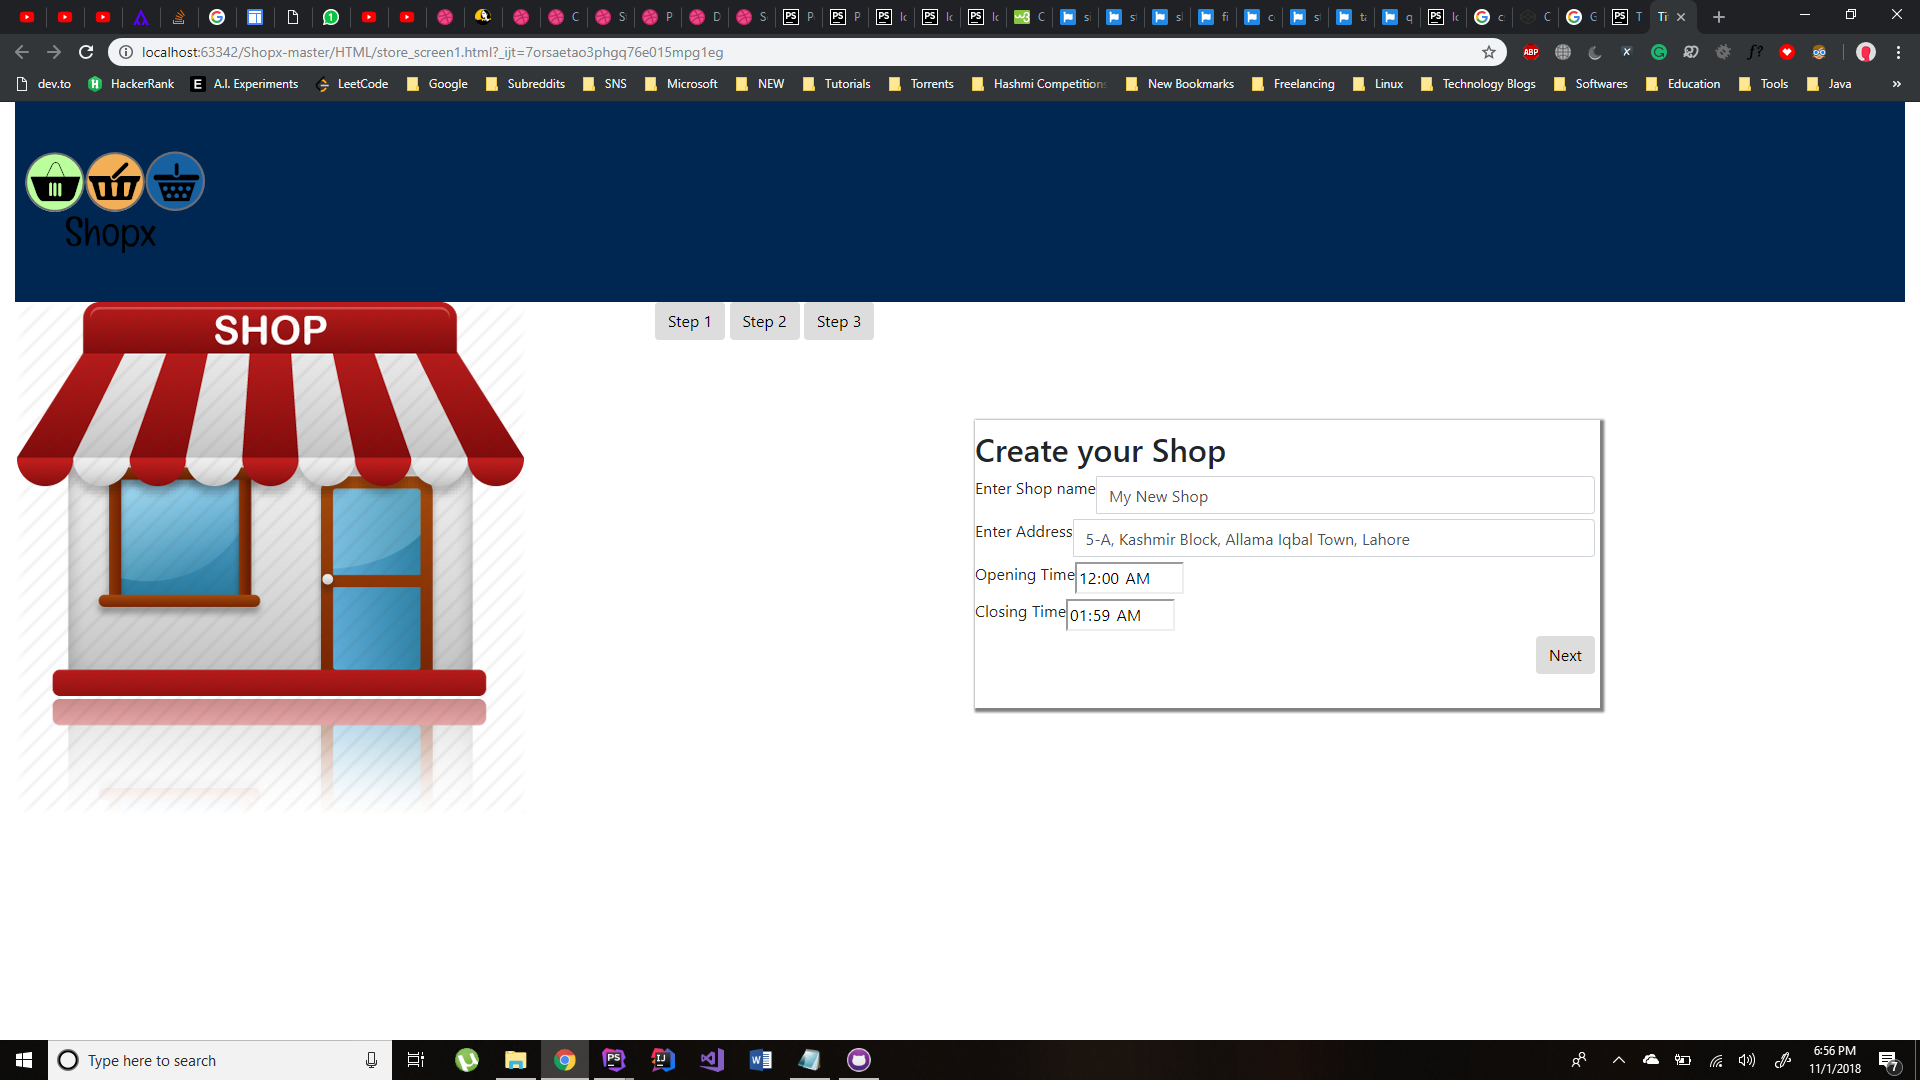 Ti
localhost:63342/Shopx-master/HTML/store_screen1.html?_ijt=7orsaetao3phgq76e015mpg1eg
dev.to HackerRank A.I. Experiments LeetCode Google Subreddits SNS Microsoft NEW Tutorials Torrents Hashmi Competitions New Bookmarks Freelancing Linux Technology Blogs Softwares Education Tools Java »
Shopx
SHOP
Step 1 Step 2 Step 3
Create your Shop
Enter Shop name My New Shop
Enter Address 5-A, Kashmir Block, Allama Iqbal Town, Lahore
Opening Time 12:00 AM
Closing Time 01:59 AM
Next
Type here to search
6:56 PM
11/1/2018
7